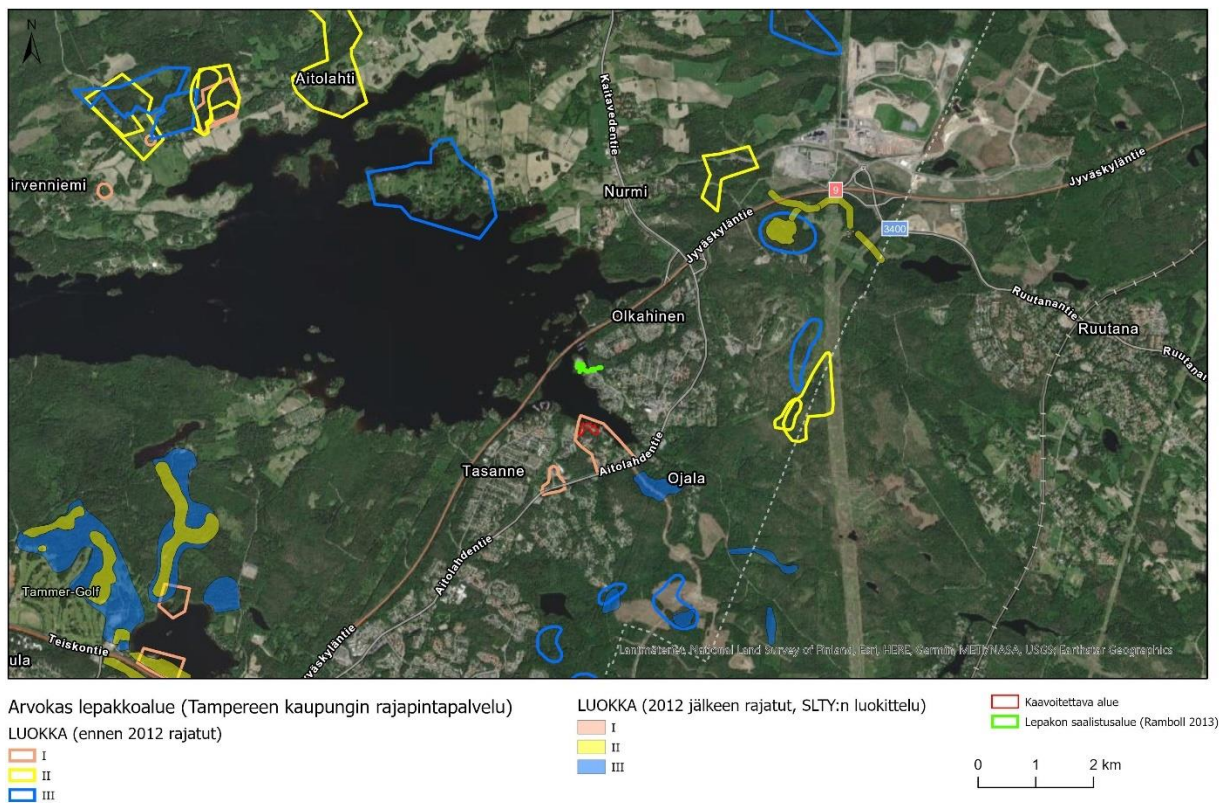 N
Aitolahti
Kaitavedentie
irvenniemi
Nurmi
9
Jyväskyläntie
3400
Jyväskyläntie
Ruutanantie
Ruutana
Ruutanal
Olkahinen
Tasanne
Aitolahdentie
Ojala
Aitolahdentie
Tammer-Golf
Teiskontie
ula
väskyläntie
Lantmäteriet, National Land Survey of Finland, Esri, HERE, Garmin, METI/NASA, USGS; Earthstar Geographics
Arvokas lepakkoalue (Tampereen kaupungin rajapintapalvelu)
LUOKKA (ennen 2012 rajatut)
I
II
III
LUOKKA (2012 jälkeen rajatut, SLTY:n luokittelu)
I
II
III
Kaavoitettava alue
Lepakon saalistusalue (Ramboll 2013)
0 1 2 km